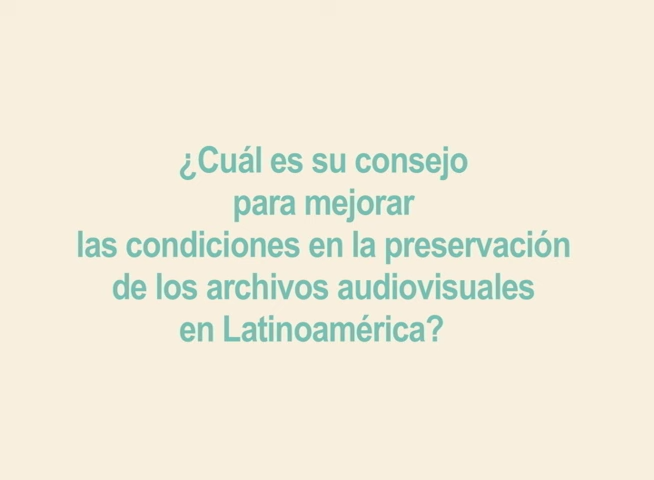 ¿Cuál es su consejo
para mejorar
las condiciones en la preservación
de los archivos audiovisuales
en Latinoamérica?